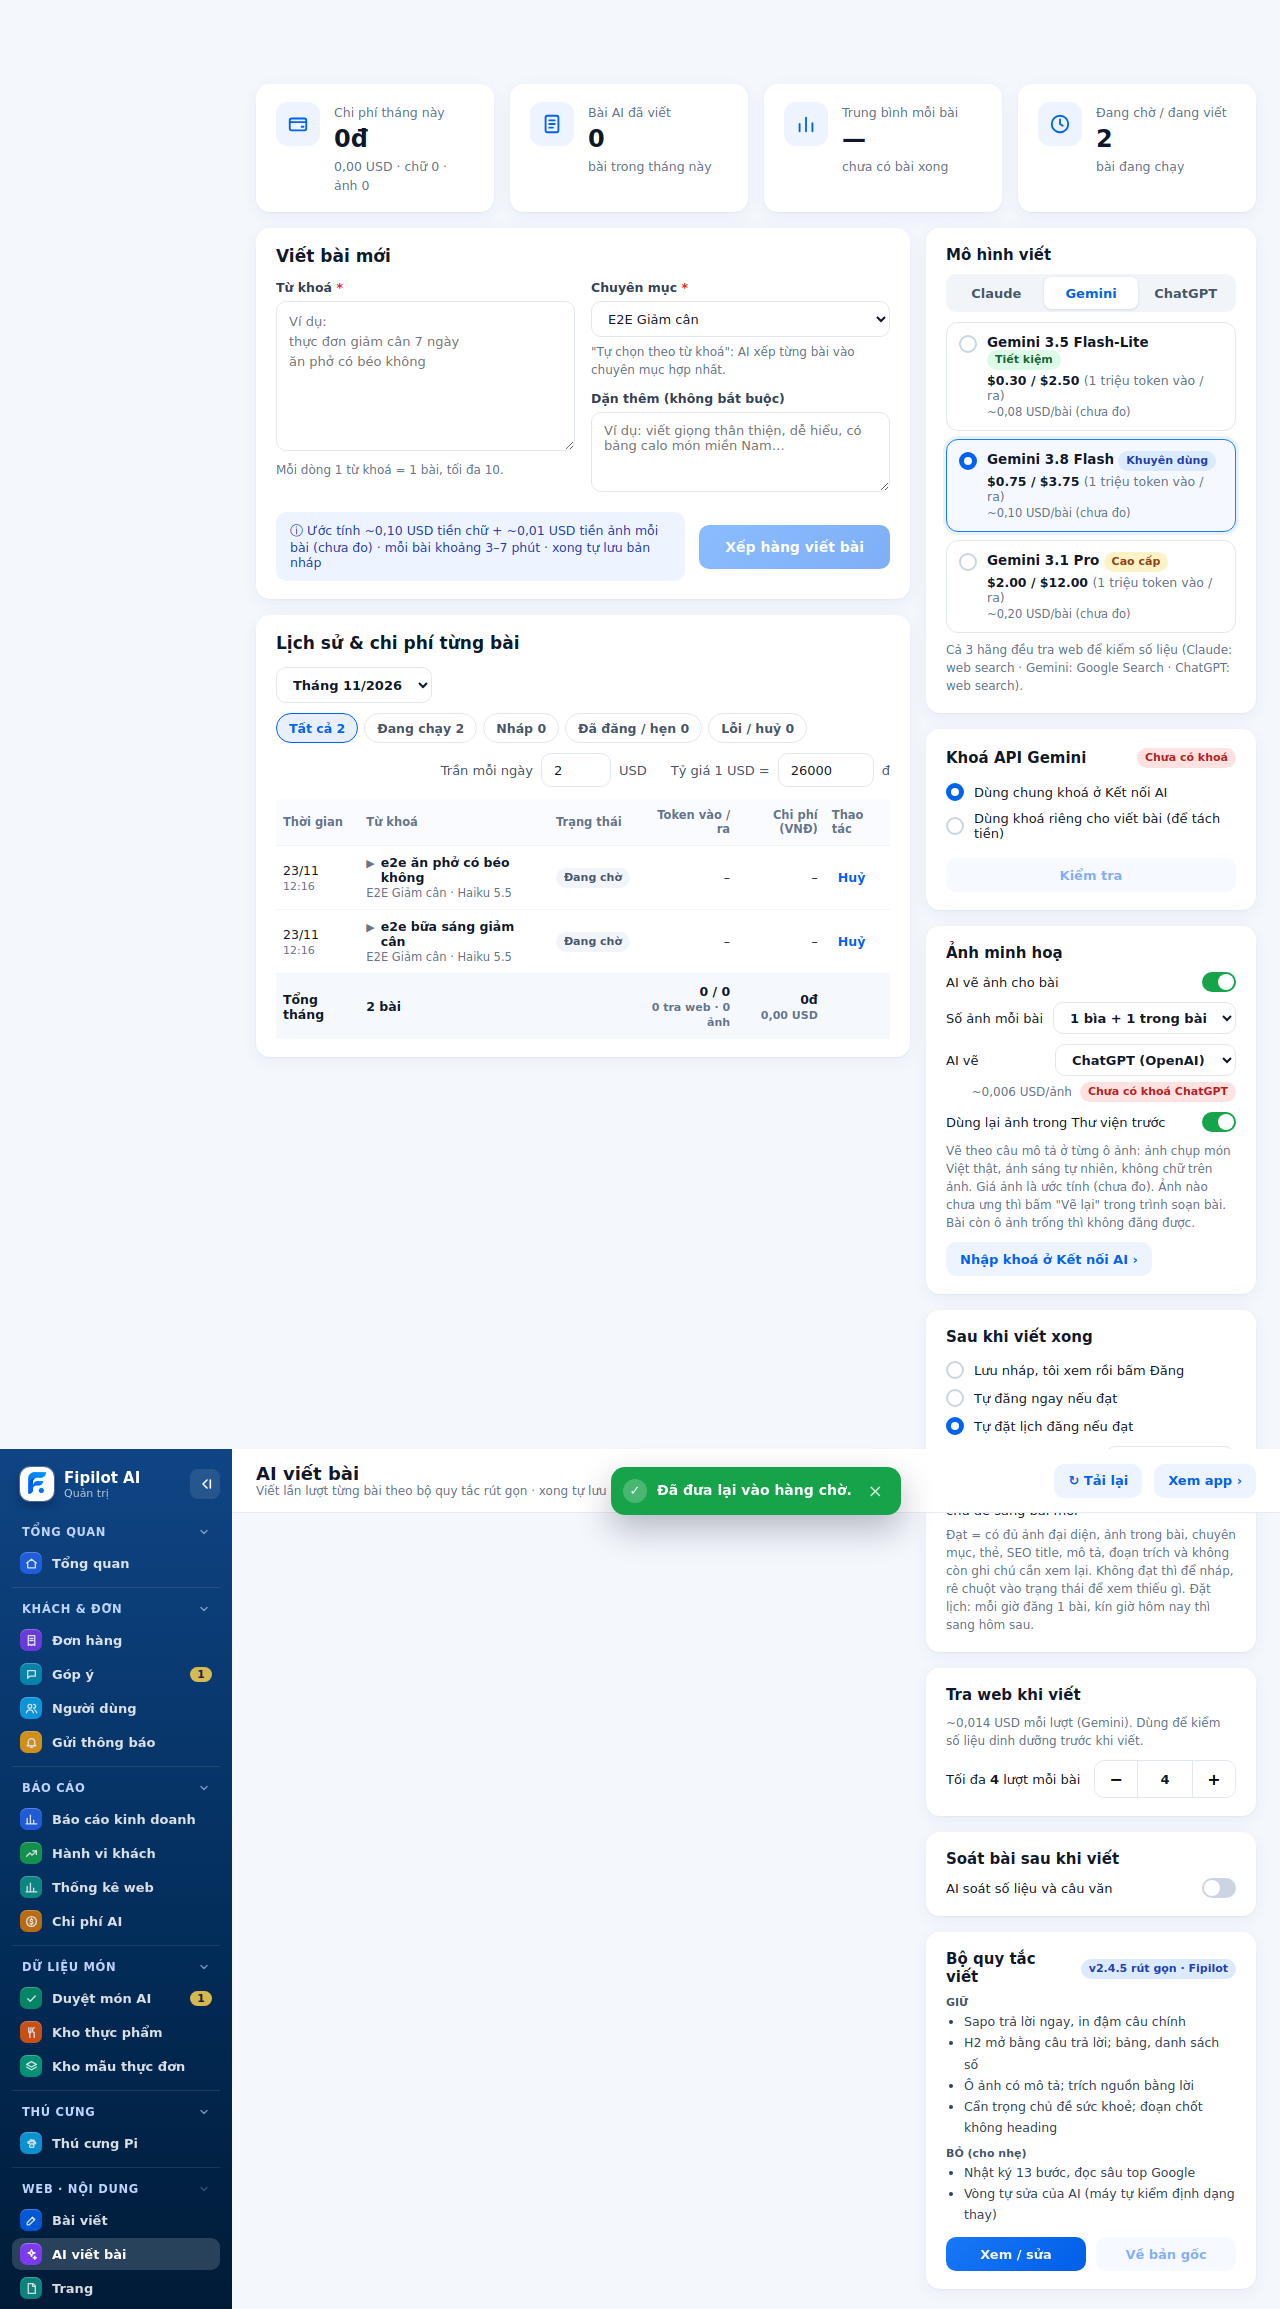 Chi phí tháng này
0đ
0,00 USD · chữ 0 ·
ảnh 0
Bài AI đã viết
0
bài trong tháng này
Trung bình mỗi bài
—
chưa có bài xong
Đang chờ / đang viết
2
bài đang chạy
Viết bài mới
Từ khoá *
Ví dụ:
thực đơn giảm cân 7 ngày
ăn phở có béo không
Mỗi dòng 1 từ khoá = 1 bài, tối đa 10.
Chuyên mục *
E2E Giảm cân
"Tự chọn theo từ khoá": AI xếp từng bài vào
chuyên mục hợp nhất.
Dặn thêm (không bắt buộc)
Ví dụ: viết giọng thân thiện, dễ hiểu, có
bảng calo món miền Nam...
ⓘ Ước tính ~0,10 USD tiền chữ + ~0,01 USD tiền ảnh mỗi
bài (chưa đo) · mỗi bài khoảng 3–7 phút · xong tự lưu bản
nháp
Xếp hàng viết bài
Lịch sử & chi phí từng bài
Tháng 11/2026
Tất cả 2
Đang chạy 2
Nháp 0
Đã đăng / hẹn 0
Lỗi / huỷ 0
Trần mỗi ngày 2 USD Tỷ giá 1 USD = 26000 đ
Thời gian Từ khoá Trạng thái Token vào / ra Chi phí (VNĐ) Thao tác
23/11
12:16
▶ e2e ăn phở có béo
không
E2E Giảm cân · Haiku 5.5
Đang chờ – – Huỷ
23/11
12:16
▶ e2e bữa sáng giảm
cân
E2E Giảm cân · Haiku 5.5
Đang chờ – – Huỷ
Tổng
tháng
2 bài
0 / 0
0 tra web · 0
ảnh
0đ
0,00 USD
Mô hình viết
Claude Gemini ChatGPT
Gemini 3.5 Flash-Lite
Tiết kiệm
$0.30 / $2.50 (1 triệu token vào /
ra)
~0,08 USD/bài (chưa đo)
Gemini 3.8 Flash Khuyên dùng
$0.75 / $3.75 (1 triệu token vào /
ra)
~0,10 USD/bài (chưa đo)
Gemini 3.1 Pro Cao cấp
$2.00 / $12.00 (1 triệu token vào /
ra)
~0,20 USD/bài (chưa đo)
Cả 3 hãng đều tra web để kiểm số liệu (Claude:
web search · Gemini: Google Search · ChatGPT:
web search).
Khoá API Gemini Chưa có khoá
Dùng chung khoá ở Kết nối AI
Dùng khoá riêng cho viết bài (để tách
tiền)
Kiểm tra
Ảnh minh hoạ
AI vẽ ảnh cho bài
Số ảnh mỗi bài 1 bìa + 1 trong bài
AI vẽ ChatGPT (OpenAI)
~0,006 USD/ảnh Chưa có khoá ChatGPT
Dùng lại ảnh trong Thư viện trước
Vẽ theo câu mô tả ở từng ô ảnh: ảnh chụp món
Việt thật, ánh sáng tự nhiên, không chữ trên
ảnh. Giá ảnh là ước tính (chưa đo). Ảnh nào
chưa ưng thì bấm "Vẽ lại" trong trình soạn bài.
Bài còn ô ảnh trống thì không đăng được.
Nhập khoá ở Kết nối AI ›
Sau khi viết xong
Lưu nháp, tôi xem rồi bấm Đăng
Tự đăng ngay nếu đạt
Tự đặt lịch đăng nếu đạt
Đạt = có đủ ảnh đại diện, ảnh trong bài, chuyên
mục, thẻ, SEO title, mô tả, đoạn trích và không
còn ghi chú cần xem lại. Không đạt thì để nháp,
rê chuột vào trạng thái để xem thiếu gì. Đặt
lịch: mỗi giờ đăng 1 bài, kín giờ hôm nay thì
sang hôm sau.
Tra web khi viết
~0,014 USD mỗi lượt (Gemini). Dùng để kiểm
số liệu dinh dưỡng trước khi viết.
Tối đa 4 lượt mỗi bài − 4 +
Soát bài sau khi viết
AI soát số liệu và câu văn
Bộ quy tắc
viết
v2.4.5 rút gọn · Fipilot
GIỮ
• Sapo trả lời ngay, in đậm câu chính
• H2 mở bằng câu trả lời; bảng, danh sách
số
• Ô ảnh có mô tả; trích nguồn bằng lời
• Cẩn trọng chủ đề sức khoẻ; đoạn chốt
không heading
BỎ (cho nhẹ)
• Nhật ký 13 bước, đọc sâu top Google
• Vòng tự sửa của AI (máy tự kiểm định dạng
thay)
Xem / sửa
Về bản gốc
AI viết bài
Viết lần lượt từng bài theo bộ quy tắc rút gọn · xong tự lưu
✓ Đã đưa lại vào hàng chờ. ×
↻ Tải lại
Xem app ›
Fipilot AI
Quản trị
TỔNG QUAN
Tổng quan
KHÁCH & ĐƠN
Đơn hàng
Góp ý 1
Người dùng
Gửi thông báo
BÁO CÁO
Báo cáo kinh doanh
Hành vi khách
Thống kê web
Chi phí AI
DỮ LIỆU MÓN
Duyệt món AI 1
Kho thực phẩm
Kho mẫu thực đơn
THÚ CƯNG
Thú cưng Pi
WEB · NỘI DUNG
Bài viết
AI viết bài
Trang